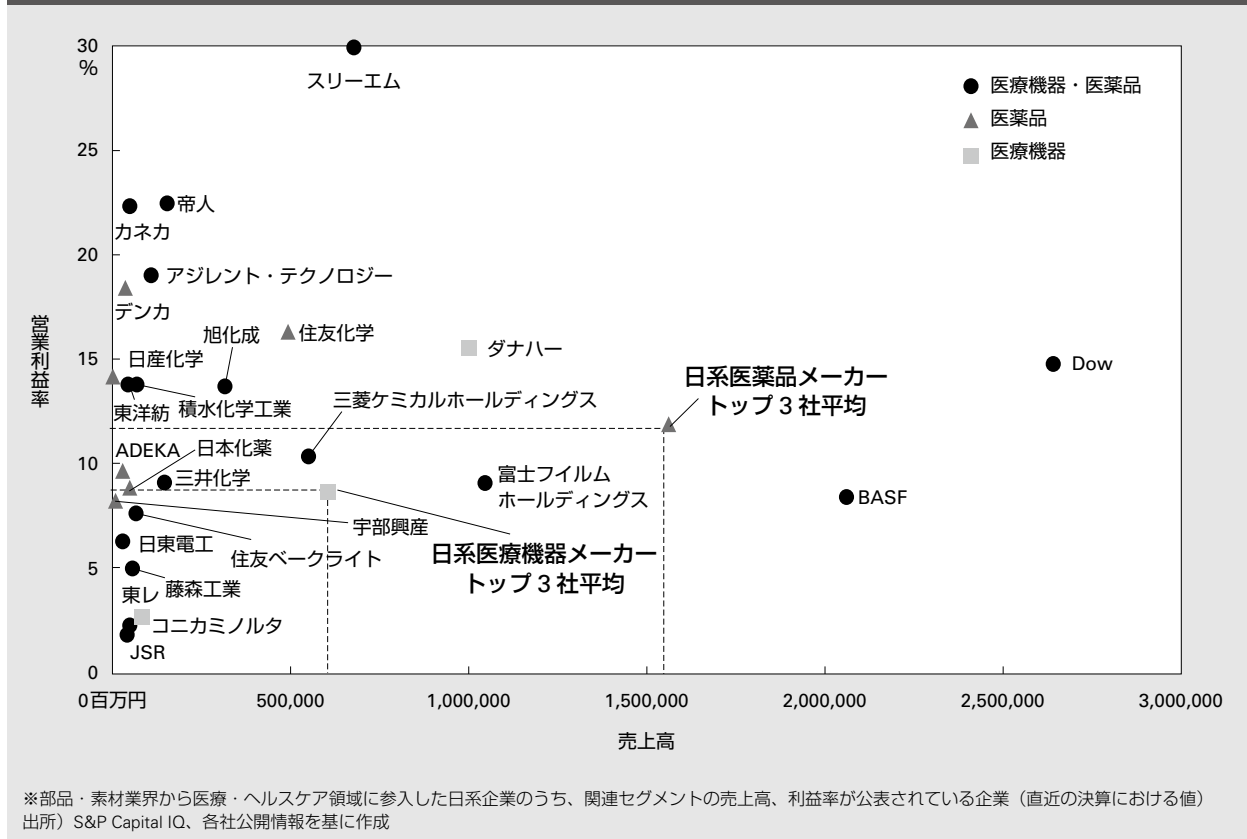 30
%
25
20
15
10
5
0
営業利益率
スリーエム
医療機器・医薬品
医薬品
医療機器
帝人
カネカ
アジレント・テクノロジー
デンカ
旭化成
住友化学
ダナハー
日産化学
Dow
日系医薬品メーカー
トップ3社平均
東洋紡
積水化学工業
三菱ケミカルホールディングス
ADEKA
日本化薬
三井化学
富士フイルム
ホールディングス
BASF
宇部興産
日東電工
住友ベークライト
日系医療機器メーカー
トップ3社平均
東レ
藤森工業
コニカミノルタ
JSR
0百万円
500,000
1,000,000
1,500,000
2,000,000
2,500,000
3,000,000
売上高
※部品・素材業界から医療・ヘルスケア領域に参入した日系企業のうち、関連セグメントの売上高、利益率が公表されている企業（直近の決算における値）
出所）S&P Capital IQ、各社公開情報を基に作成